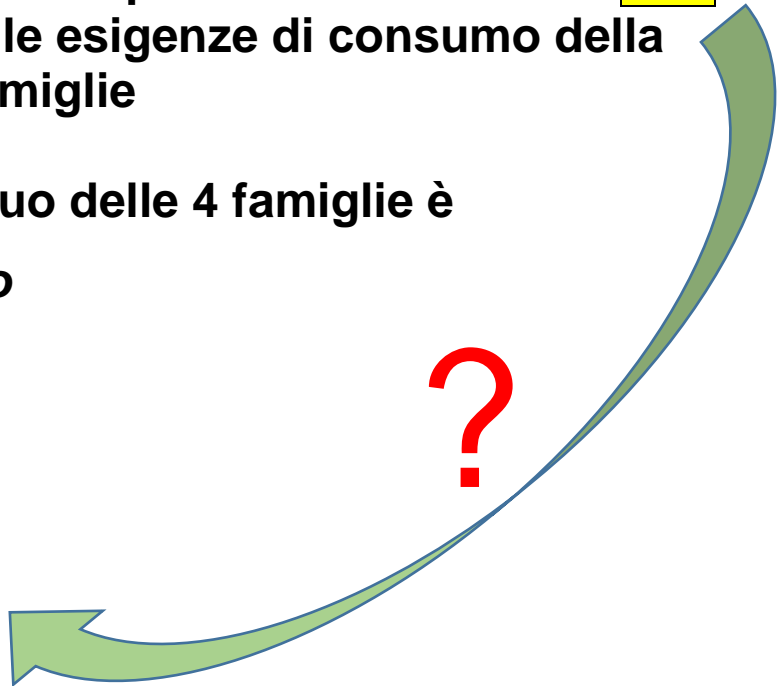 le esigenze di consumo della
miglie
uo delle 4 famiglie è
o
?